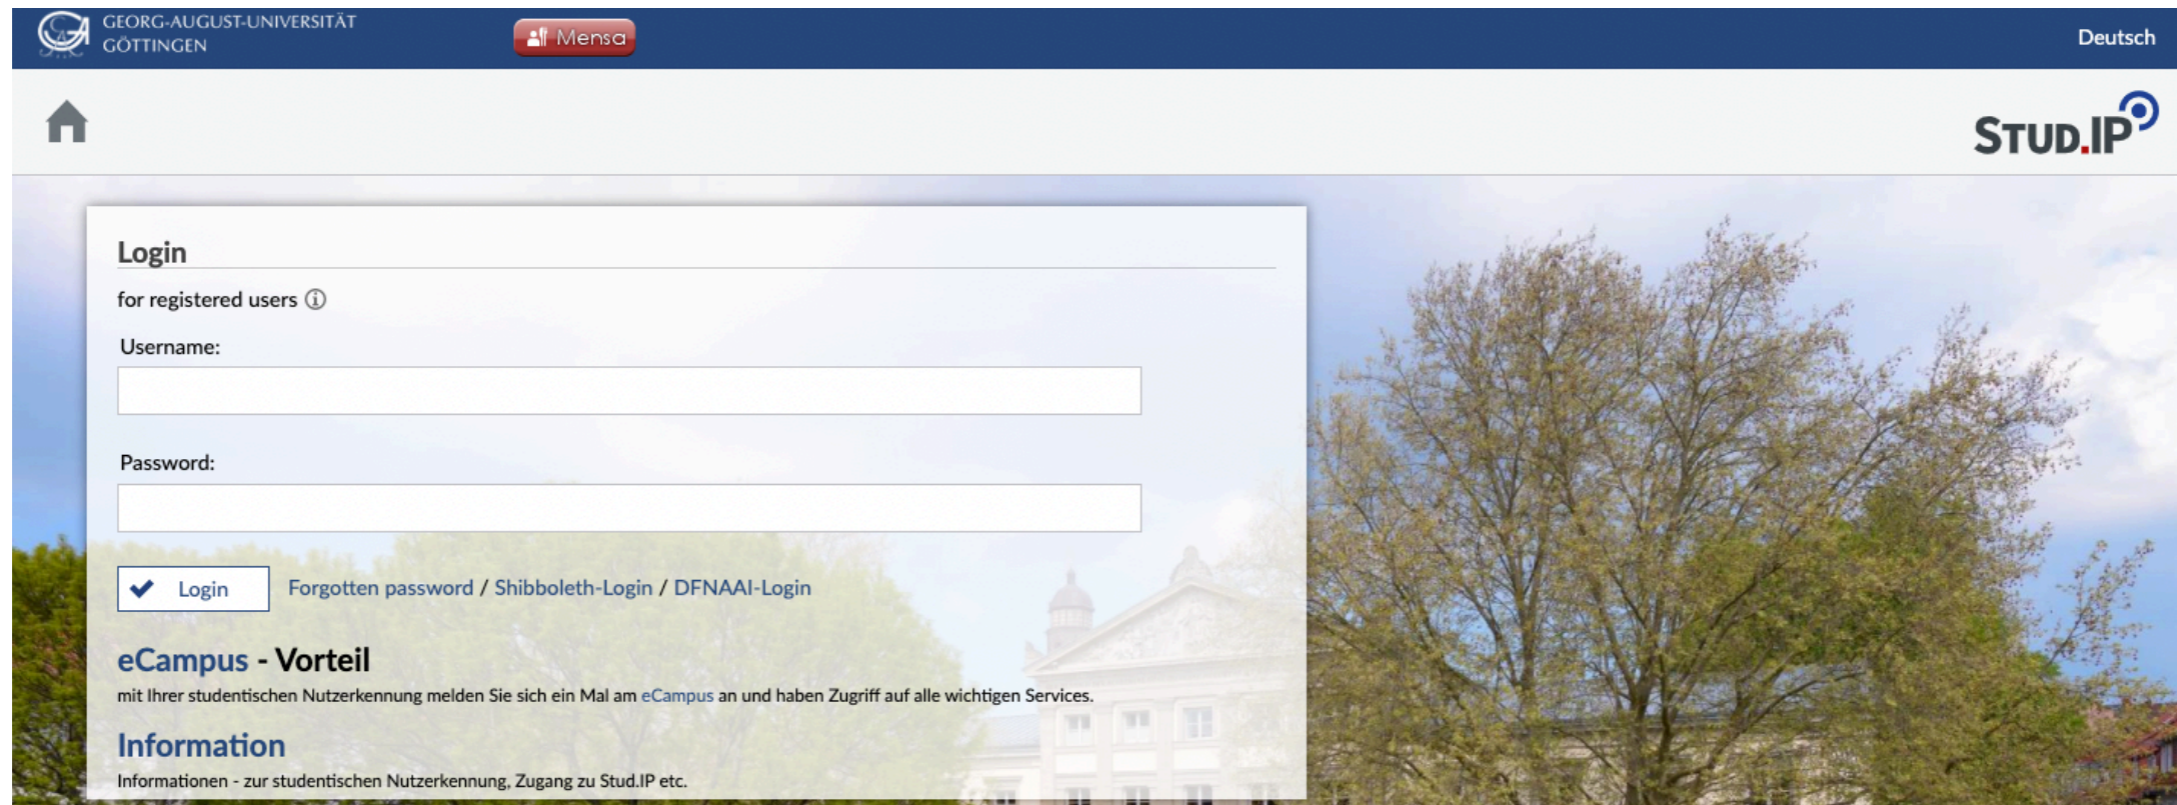 GEORG-AUGUST-UNIVERSITÄT
GÖTTINGEN
Mensa
Deutsch
STUD.IP
Login
for registered users
Username:
Password:
Login
Forgotten password / Shibboleth-Login / DFNAAI-Login
eCampus - Vorteil
mit Ihrer studentischen Nutzerkennung melden Sie sich ein Mal am eCampus an und haben Zugriff auf alle wichtigen Services.
Information
Informationen - zur studentischen Nutzerkennung, Zugang zu Stud.IP etc.